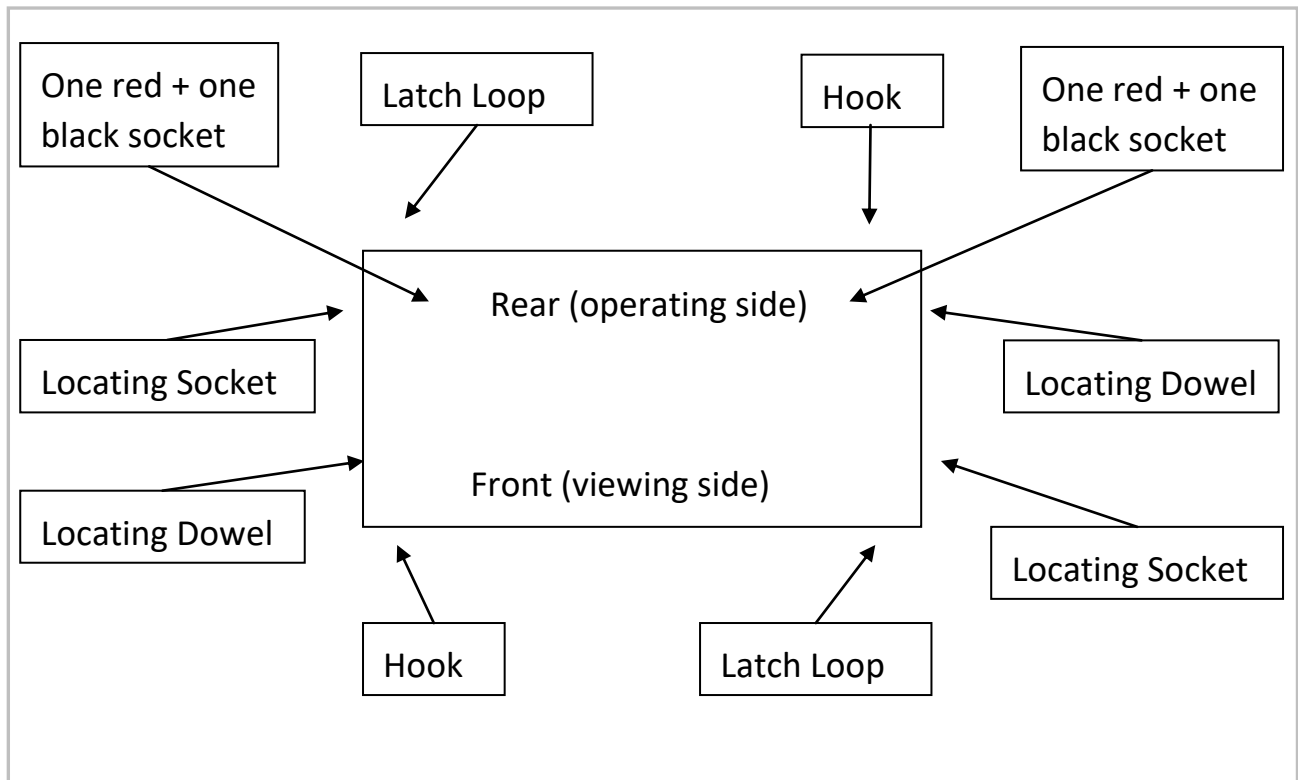 One red + one
black socket
Latch Loop
Hook
One red + one
black socket
Rear (operating side)
Locating Socket
Locating Dowel
Front (viewing side)
Locating Dowel
Locating Socket
Hook
Latch Loop